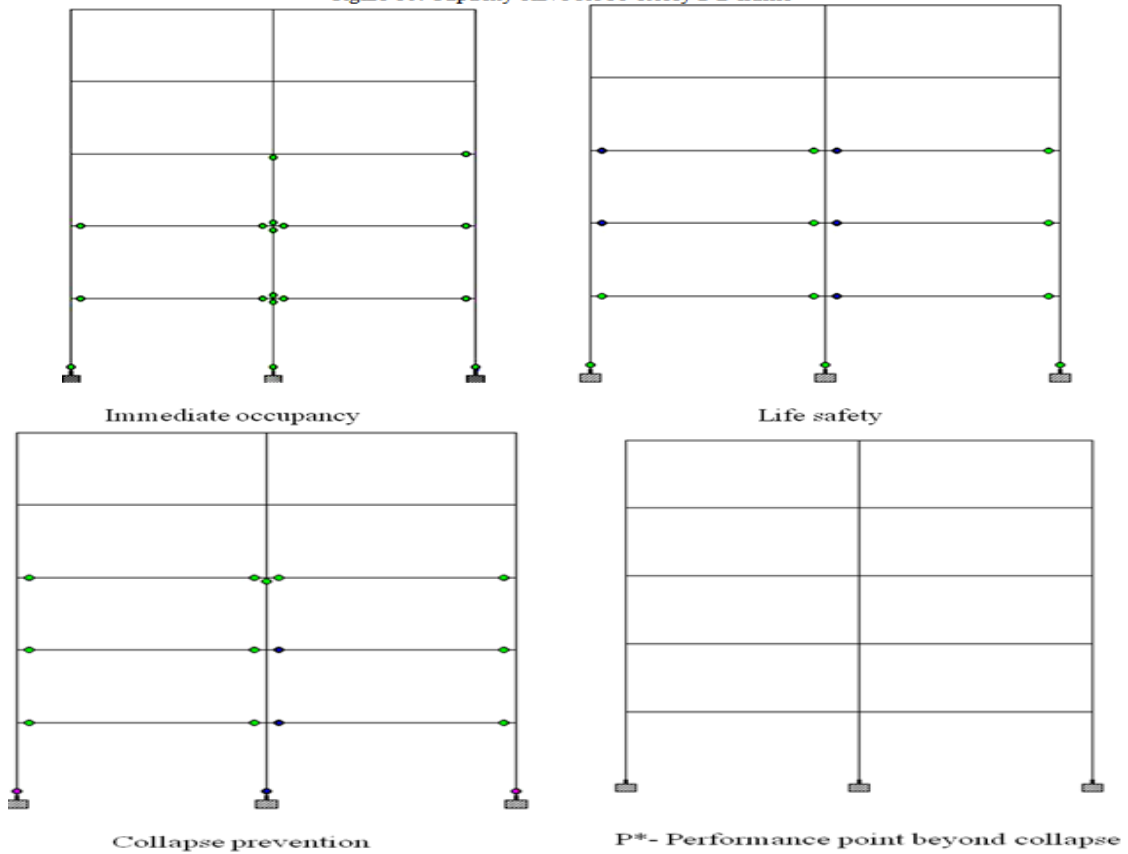 Immediate occupancy
Life safety
Collapse prevention
P*- Performance point beyond collapse